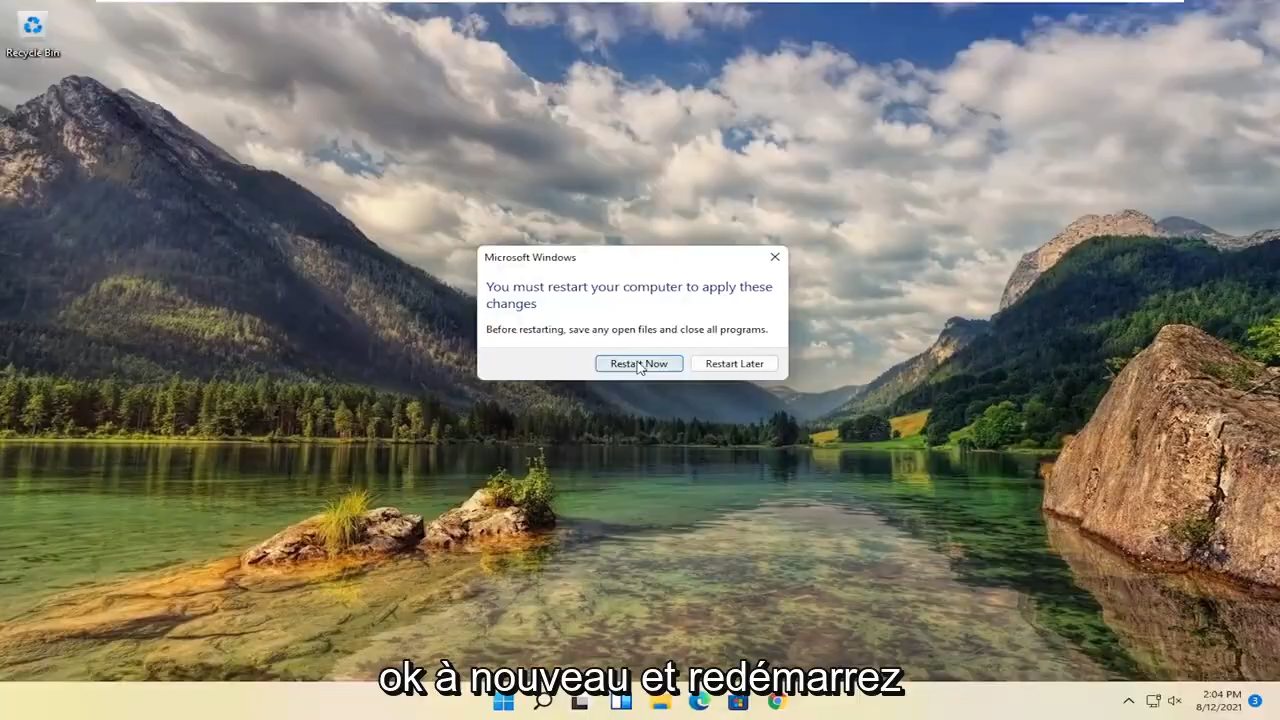 Recycle Bin
Microsoft Windows
You must restart your computer to apply these
changes
Before restarting, save any open files and close all programs.
Restart Now
Restart Later
ok à nouveau et redémarrez
2:04 PM
8/12/2021
3